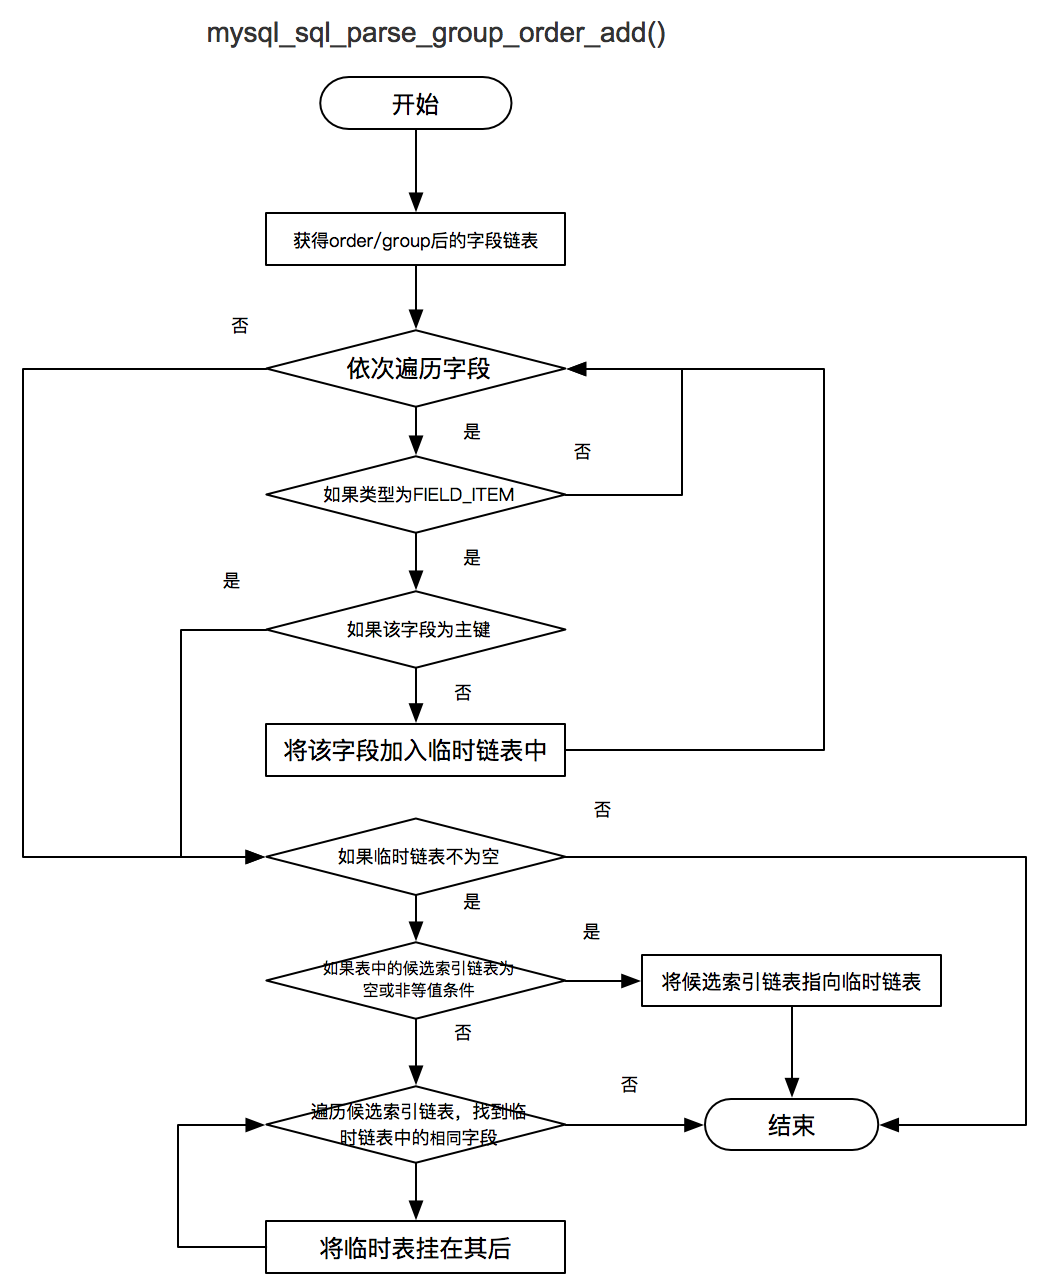 mysql_sql_parse_group_order_add()
开始
获得order/group后的字段链表
否
依次遍历字段
是
否
如果类型为FIELD_ITEM
是
是
如果该字段为主键
否
将该字段加入临时链表中
否
如果临时链表不为空
是
是
如果表中的候选索引链表为
空或非等值条件
将候选索引链表指向临时链表
否
否
遍历候选索引链表，找到临
时链表中的相同字段
结束
将临时表挂在其后